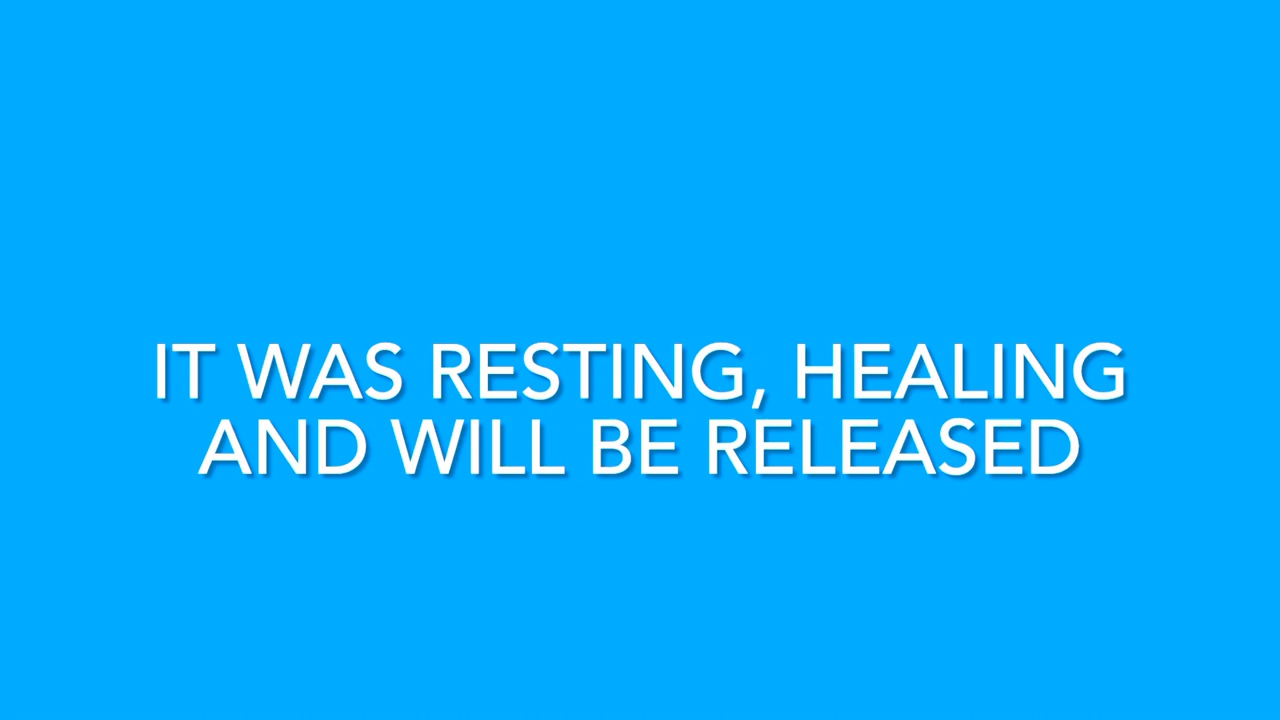 IT WAS RESTING, HEALING
AND WILL BE RELEASED